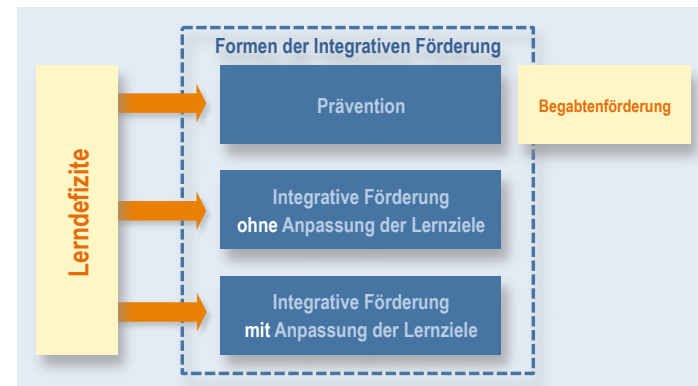 Formen der Integrativen Förderung
Lerndefizite
Prävention
Begabtenförderung
Integrative Förderung
ohne Anpassung der Lernziele
Integrative Förderung
mit Anpassung der Lernziele